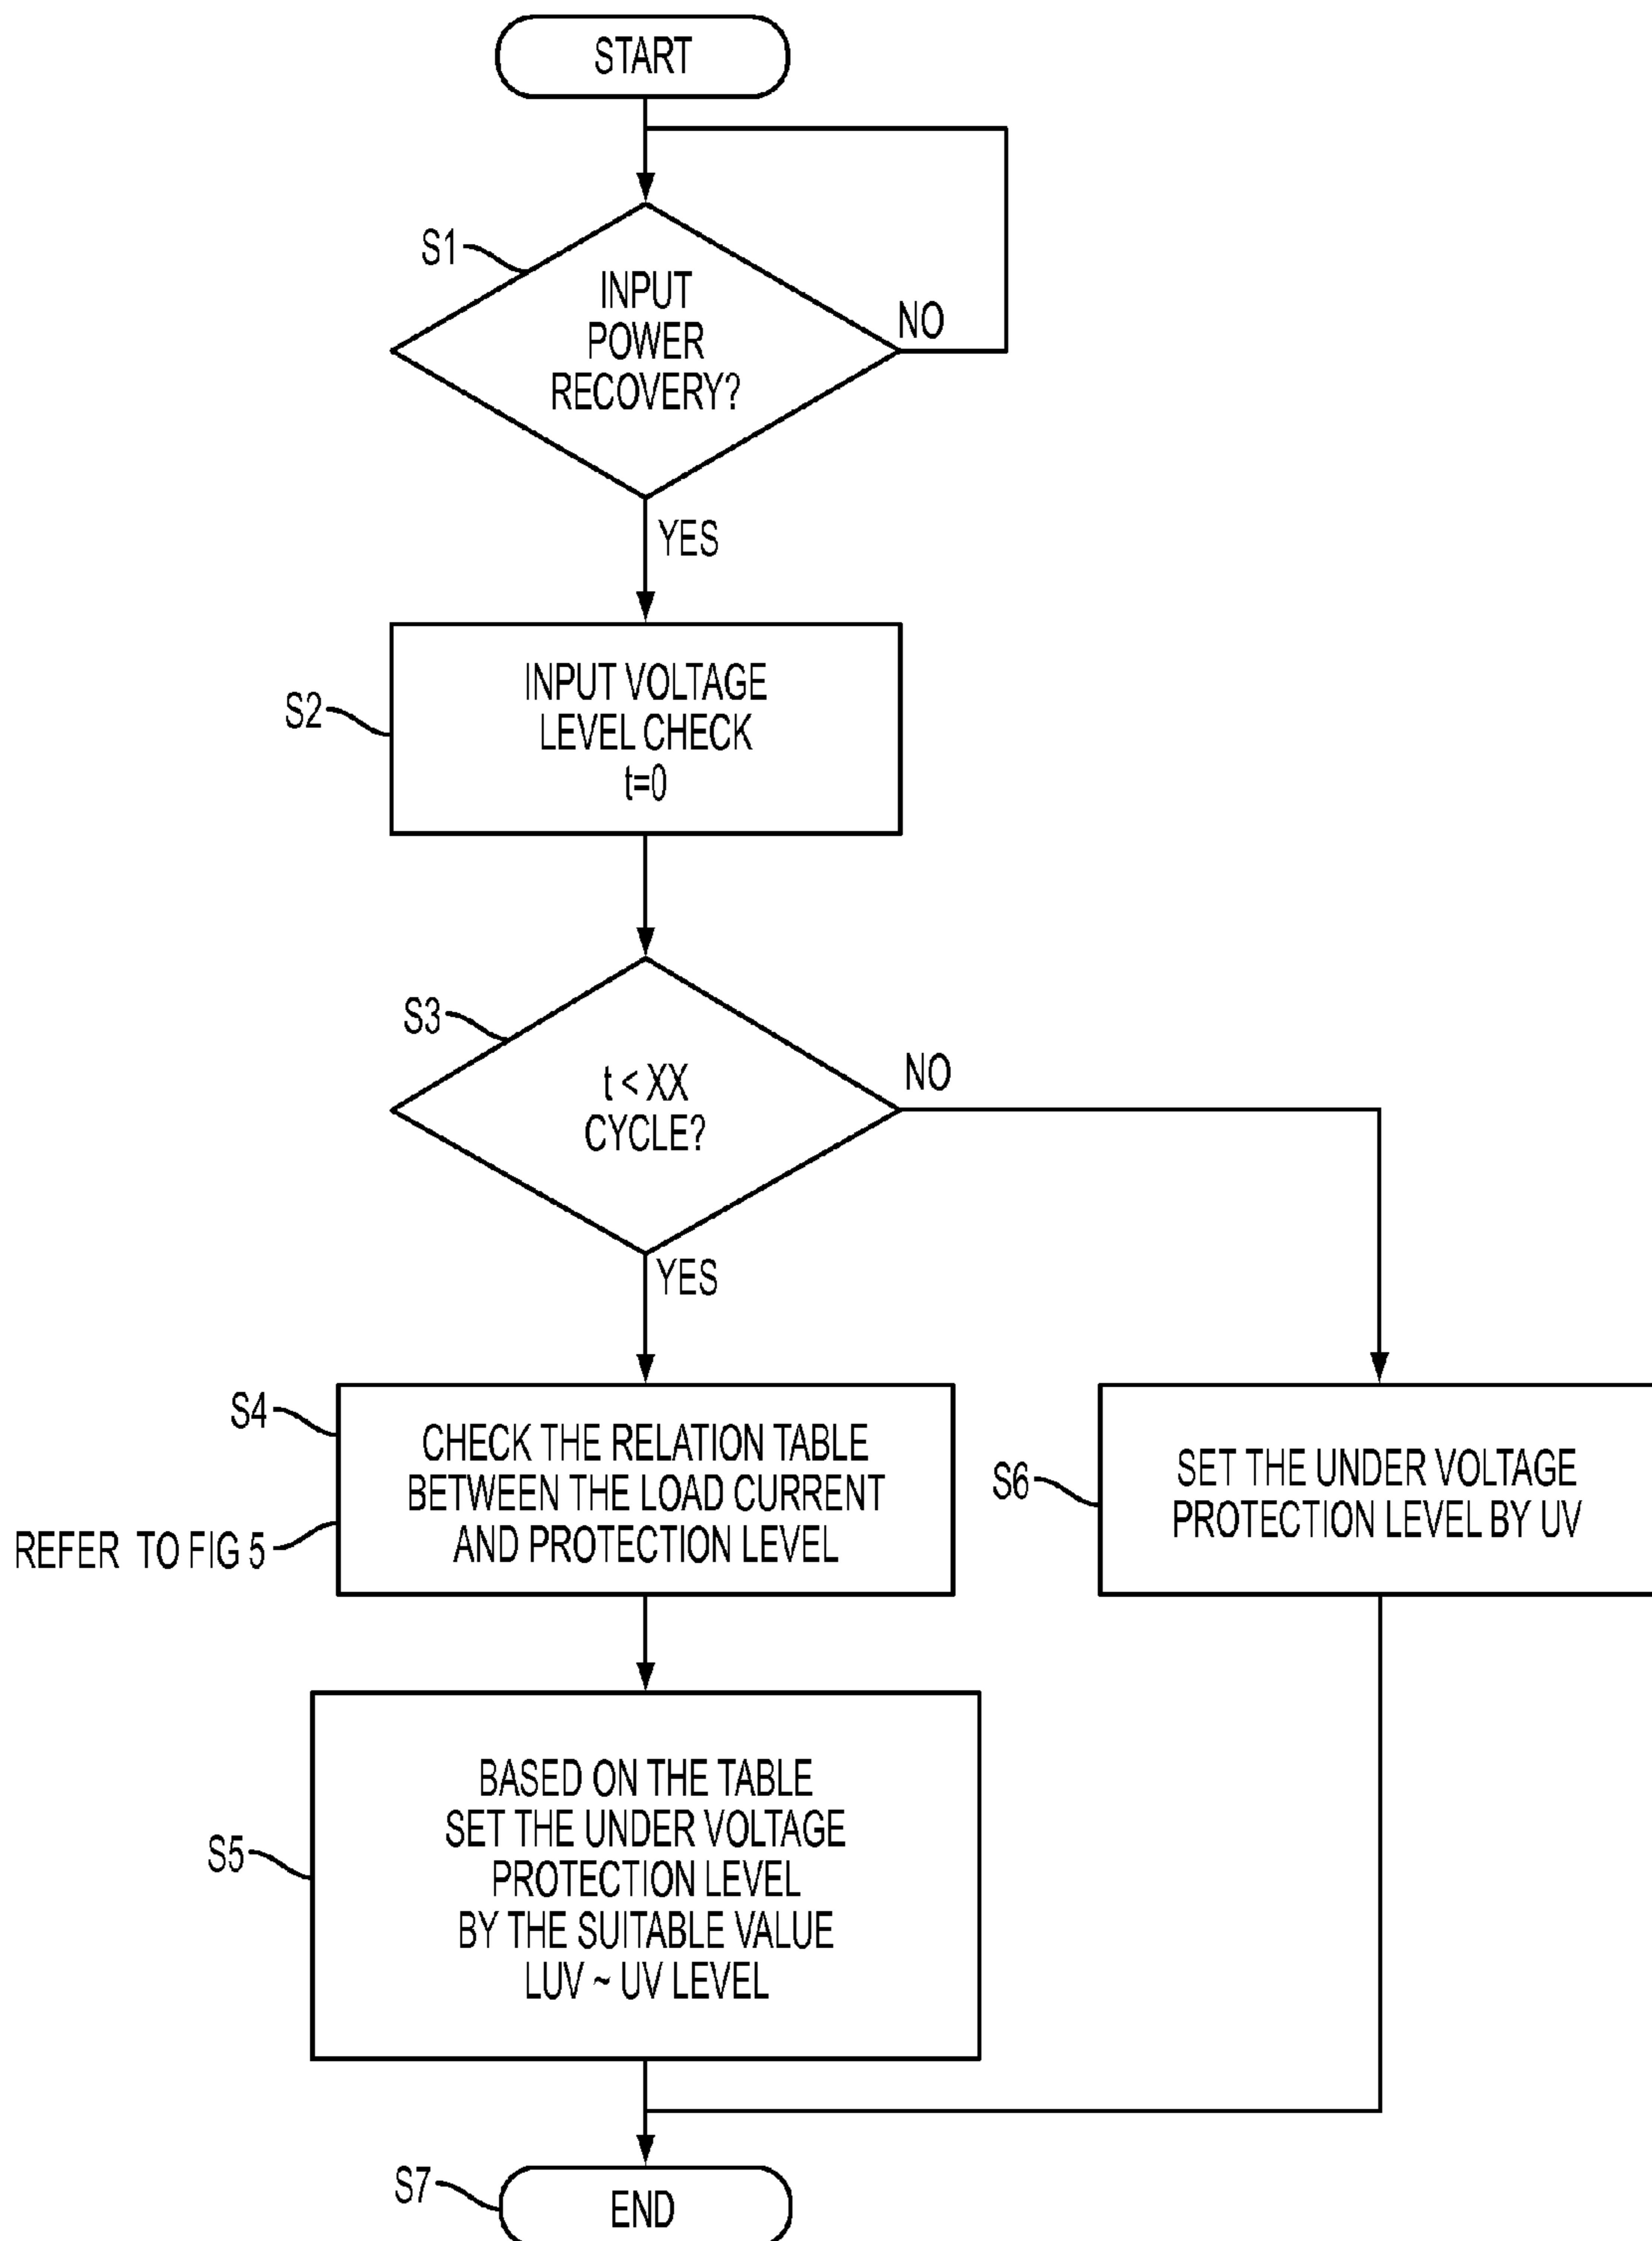 START
S1
INPUT
POWER
RECOVERY?
NO
YES
S2
INPUT VOLTAGE
LEVEL CHECK
t=0
S3
t < XX
CYCLE?
NO
YES
S4
CHECK THE RELATION TABLE
BETWEEN THE LOAD CURRENT
AND PROTECTION LEVEL
REFER TO FIG 5
S6
SET THE UNDER VOLTAGE
PROTECTION LEVEL BY UV
S5
BASED ON THE TABLE
SET THE UNDER VOLTAGE
PROTECTION LEVEL
BY THE SUITABLE VALUE
LUV ~ UV LEVEL
S7
END